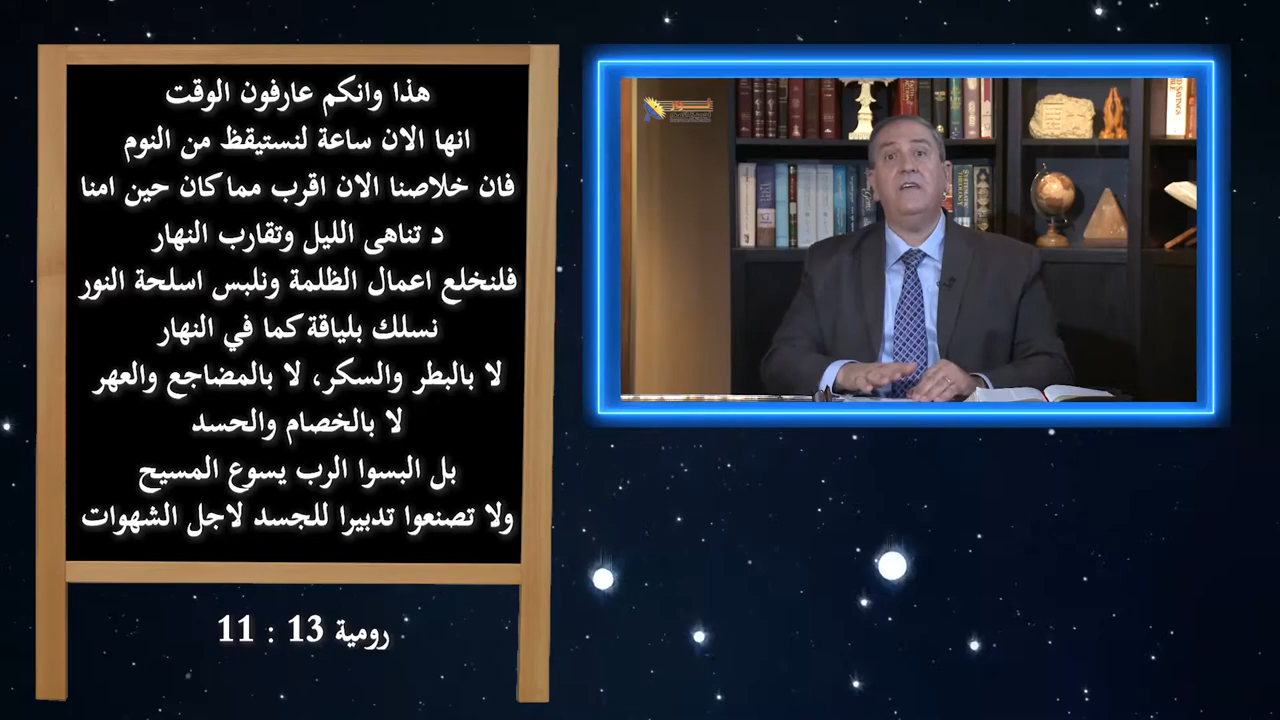 هذا وانكم عارفون الوقت
انها الان ساعة لنستيقظ من النوم
فان خلاصنا الان اقرب مما كان حين امنا
د تناهى الليل وتقارب النهار
فلنخلع اعمال الظلمة ونلبس اسلحة النور
نسلك بلياقة كما في النهار
لا بالبطر والسكر، لا بالمضاجع والعهر
لا بالخصام والحسد
بل البسوا الرب يسوع المسيح
ولا تصنعوا تدبيرا للجسد لاجل الشهوات
رومية 13 : 11
نور